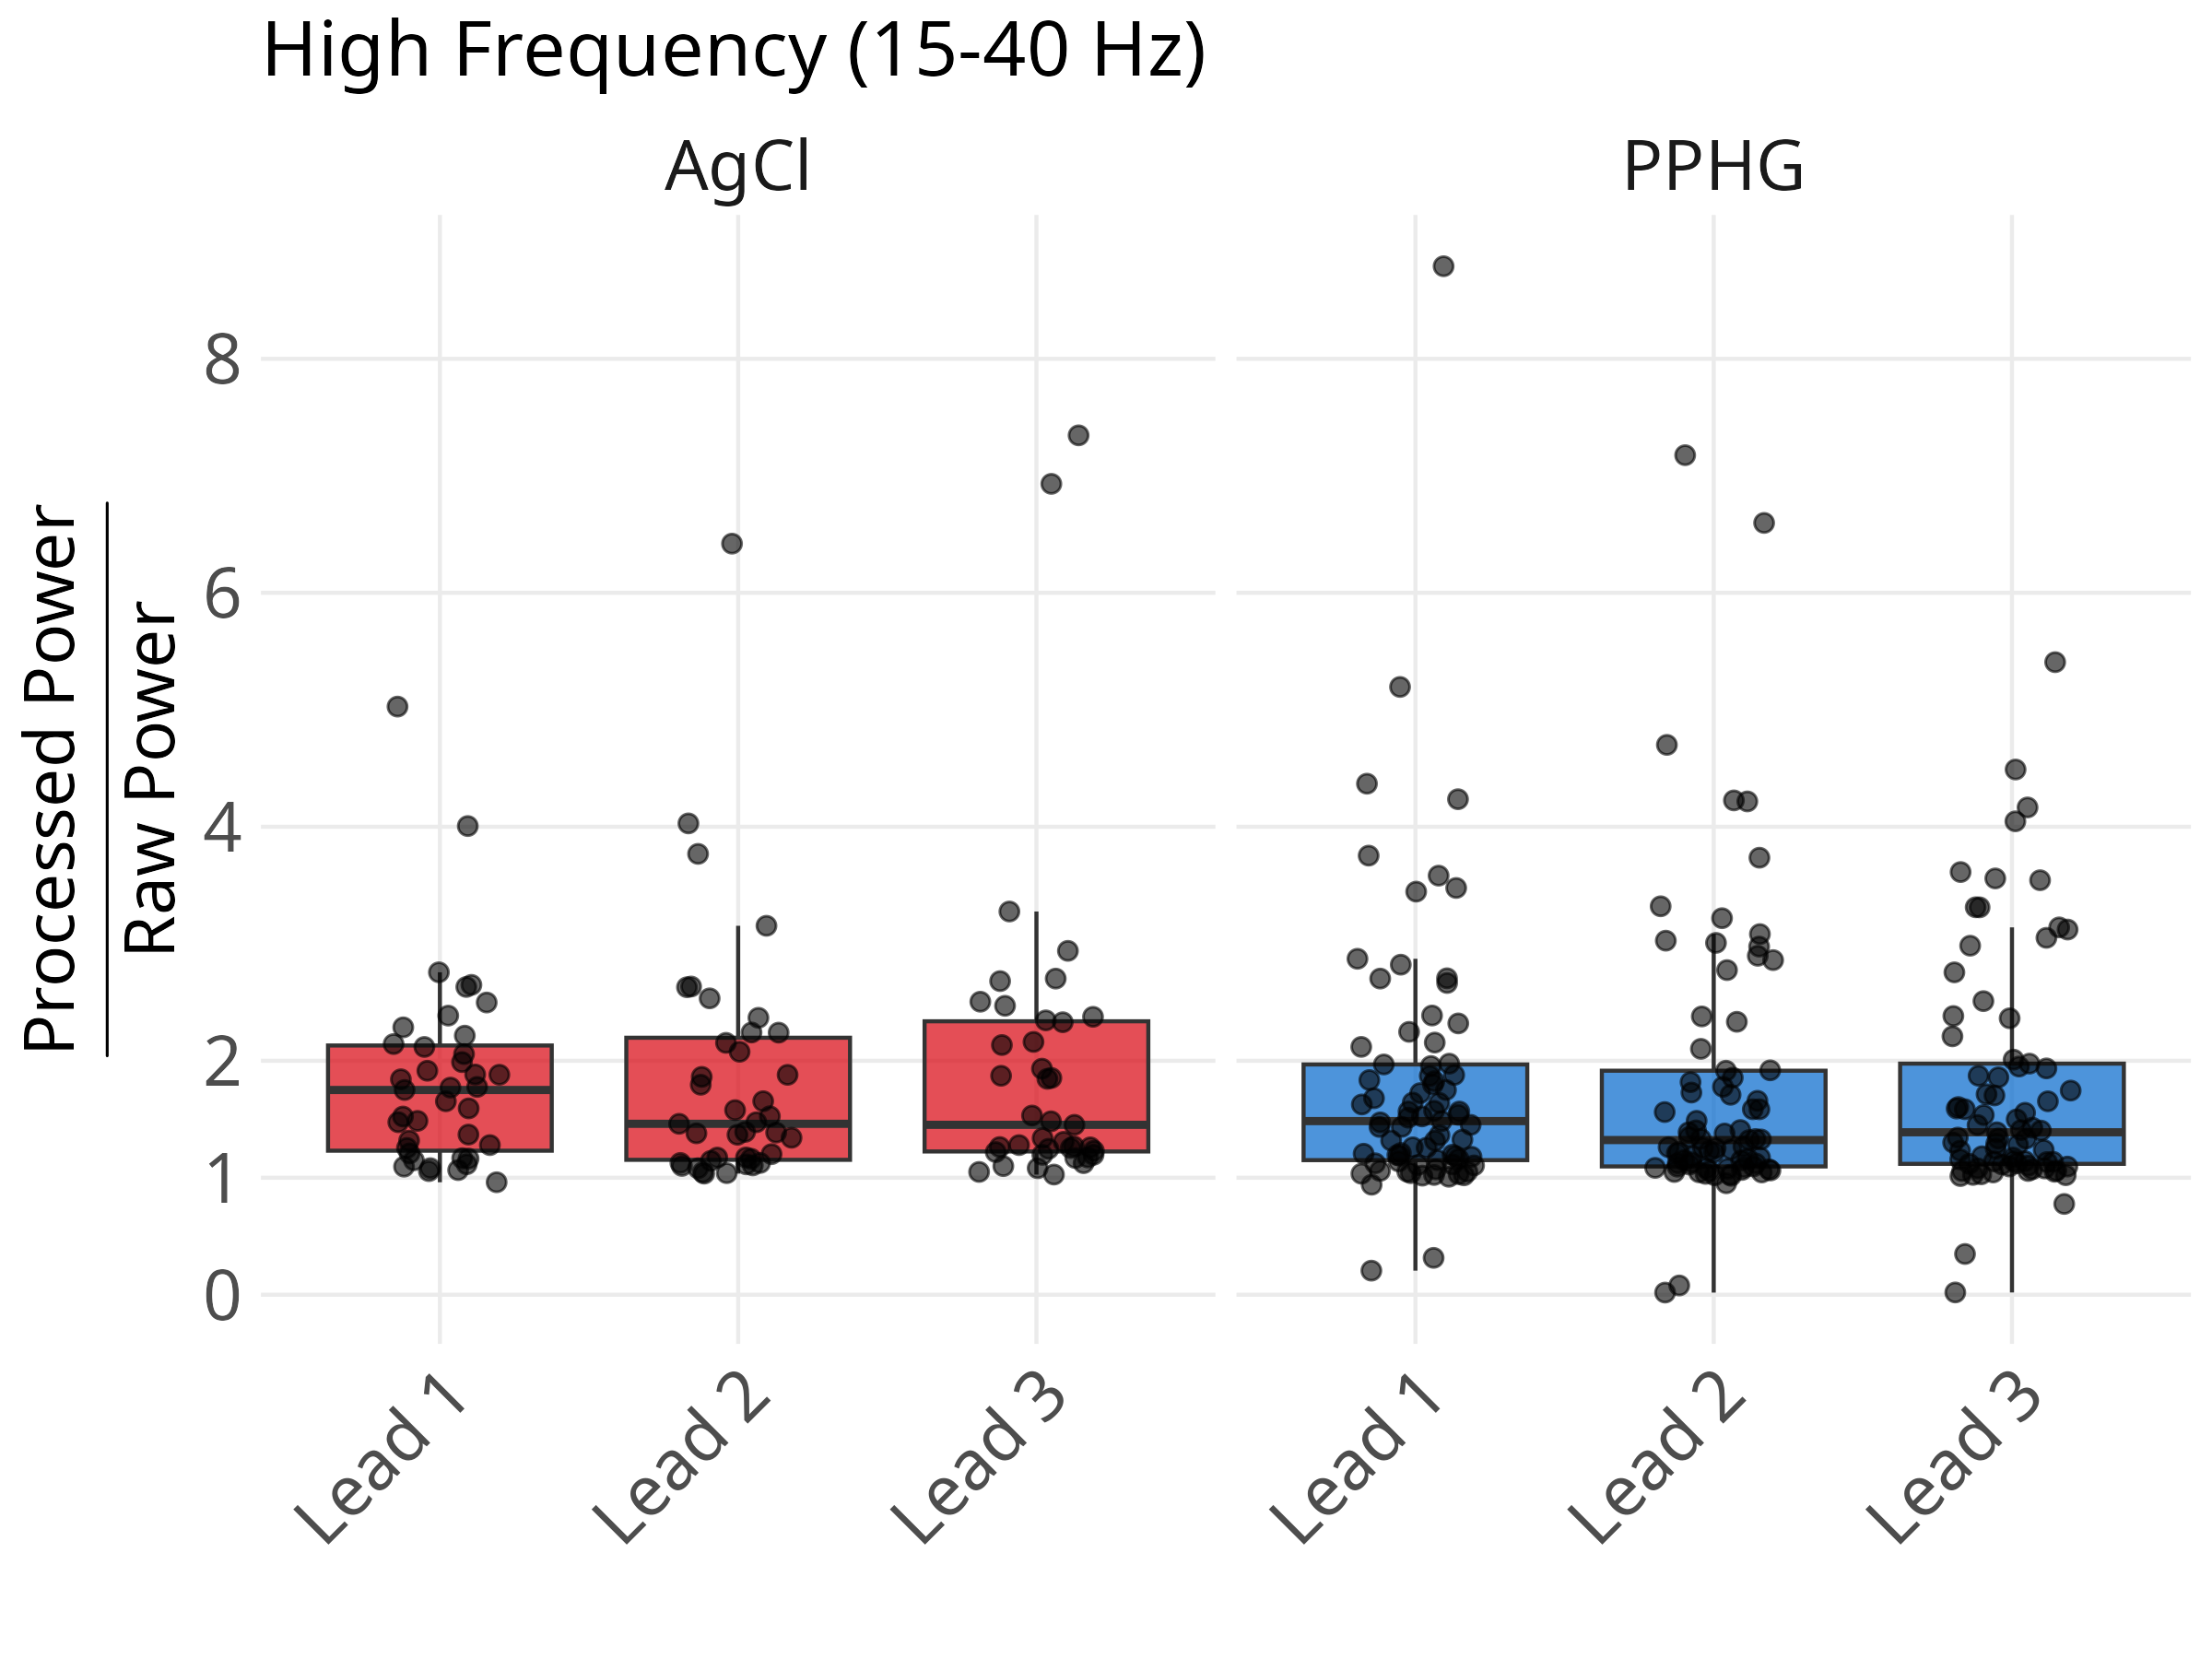 High Frequency (15-40 Hz)
AgCl
PPHG
Processed Power
Raw Power
8
6
4
2
1
0
Lead 1
Lead 2
Lead 3
Lead 1
Lead 2
Lead 3